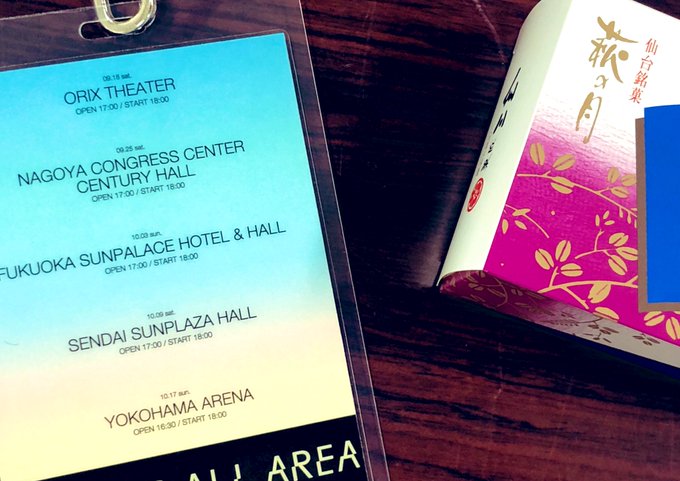 09.18 sat.
ORIX THEATER
OPEN 17:00 / START 18:00
09.25 sat.
NAGOYA CONGRESS CENTER
CENTURY HALL
OPEN 17:00 / START 18:00
10.03 sun.
FUKUOKA SUNPALACE HOTEL & HALL
OPEN 17:00 / START 18:00
10.09 sat.
SENDAI SUNPLAZA HALL
OPEN 17:00 / START 18:00
10.17 sun.
YOKOHAMA ARENA
OPEN 16:30 / START 18:00
ALL AREA
仙台銘菓
萩の月